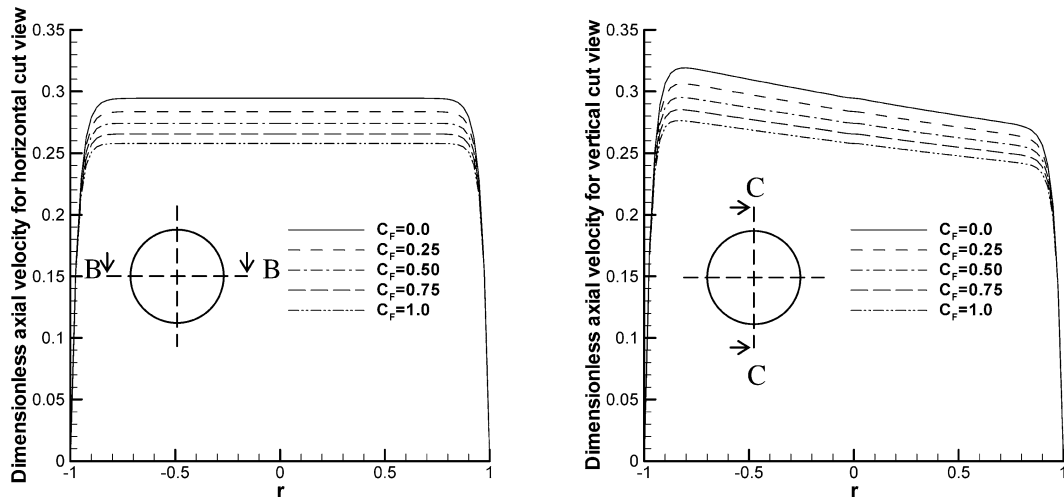 Dimensionless axial velocity for horizontal cut view
0.35
0.3
0.25
0.2
0.15
0.1
0.05
0
-1
-0.5
0
0.5
1
r
B
B
C_F=0.0
C_F=0.25
C_F=0.50
C_F=0.75
C_F=1.0
Dimensionless axial velocity for vertical cut view
0.35
0.3
0.25
0.2
0.15
0.1
0.05
0
-1
-0.5
0
0.5
1
r
C
C
C_F=0.0
C_F=0.25
C_F=0.50
C_F=0.75
C_F=1.0